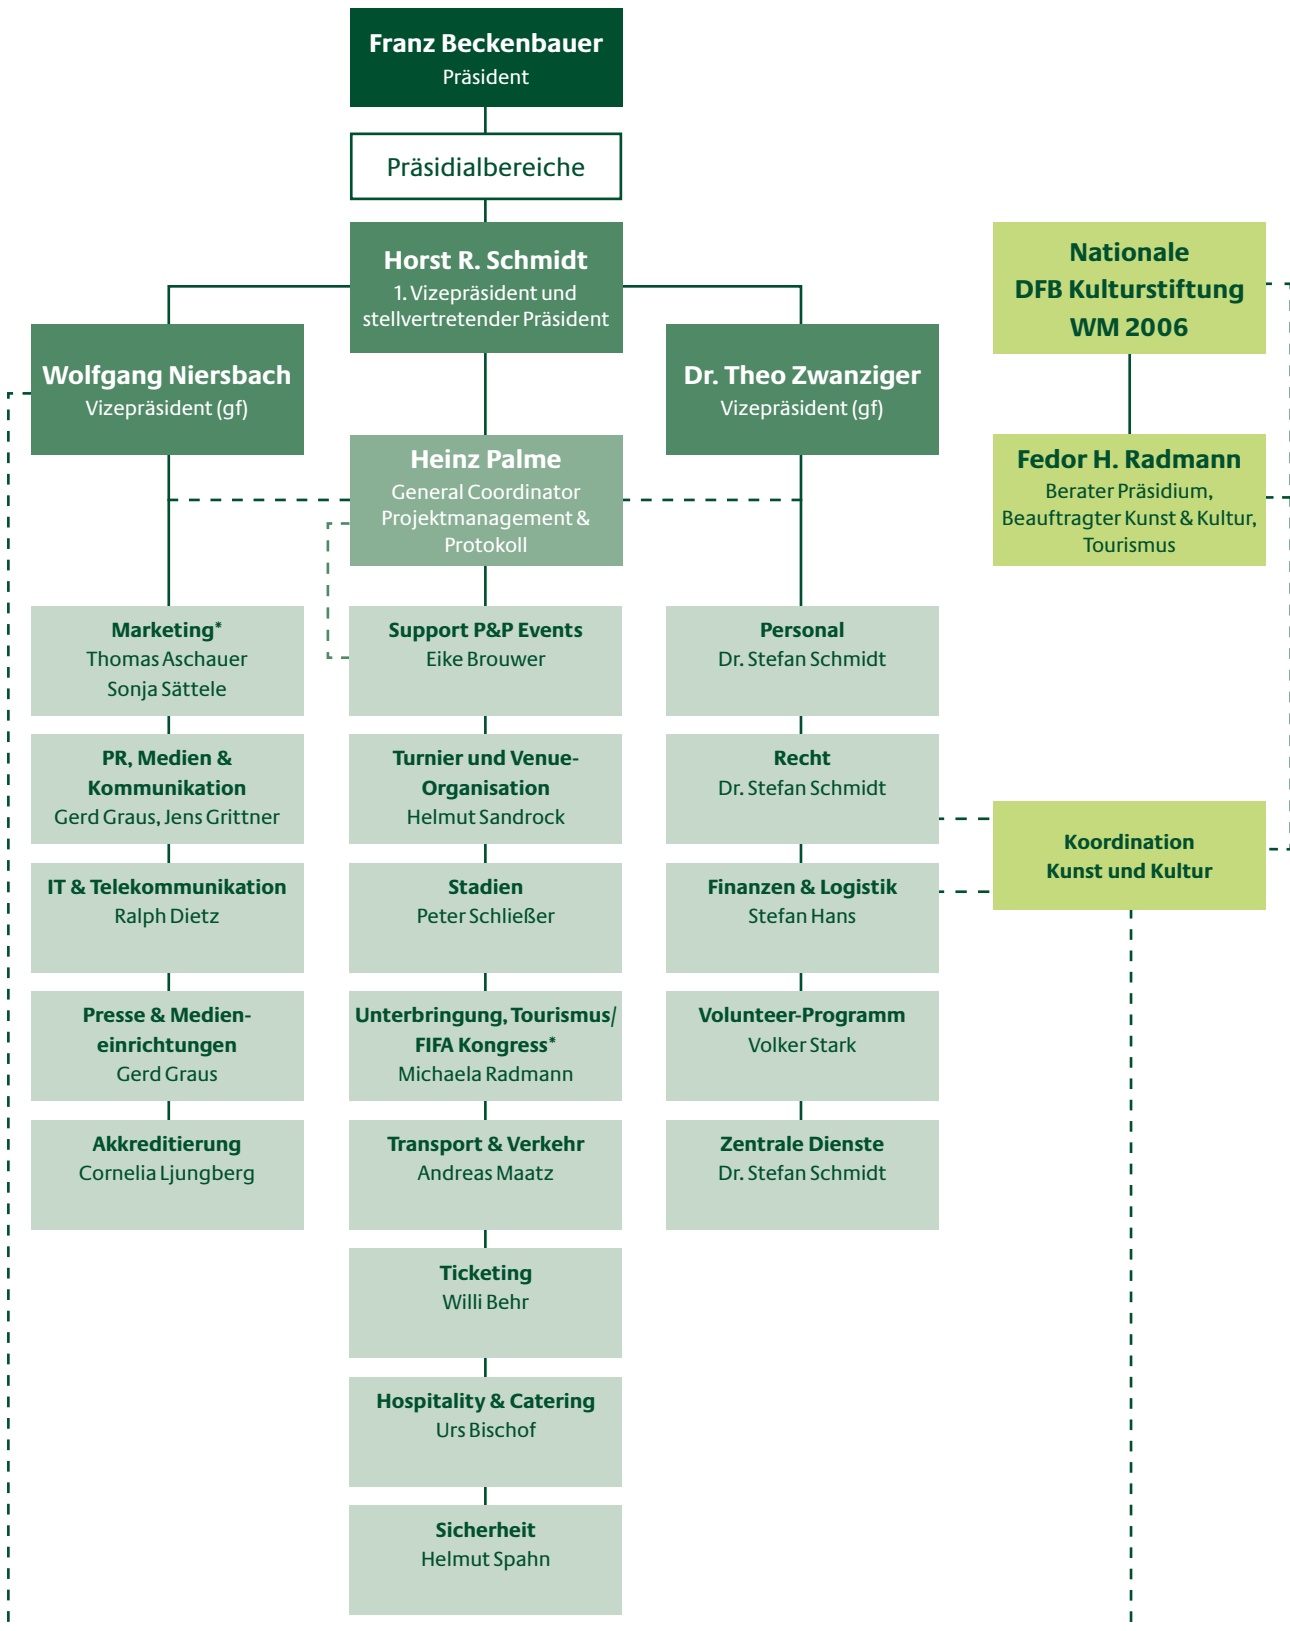 Franz Beckenbauer
Präsident
Präsidialbereiche
Horst R. Schmidt
1. Vizepräsident und
stellvertretender Präsident
Wolfgang Niersbach
Vizepräsident (gf)
Dr. Theo Zwanziger
Vizepräsident (gf)
Heinz Palme
General Coordinator
Projektmanagement &
Protokoll
Nationale
DFB Kulturstiftung
WM 2006
Fedor H. Radmann
Berater Präsidium,
Beauftragter Kunst & Kultur,
Tourismus
Marketing*
Thomas Aschauer
Sonja Sättele
PR, Medien &
Kommunikation
Gerd Graus, Jens Grittner
IT & Telekommunikation
Ralph Dietz
Presse & Medien-
einrichtungen
Gerd Graus
Akkreditierung
Cornelia Ljungberg
Support P&P Events
Eike Brouwer
Turnier und Venue-
Organisation
Helmut Sandrock
Stadien
Peter Schließer
Unterbringung, Tourismus/
FIFA Kongress*
Michaela Radmann
Transport & Verkehr
Andreas Maatz
Ticketing
Willi Behr
Hospitality & Catering
Urs Bischof
Sicherheit
Helmut Spahn
Personal
Dr. Stefan Schmidt
Recht
Dr. Stefan Schmidt
Finanzen & Logistik
Stefan Hans
Volunteer-Programm
Volker Stark
Zentrale Dienste
Dr. Stefan Schmidt
Koordination
Kunst und Kultur